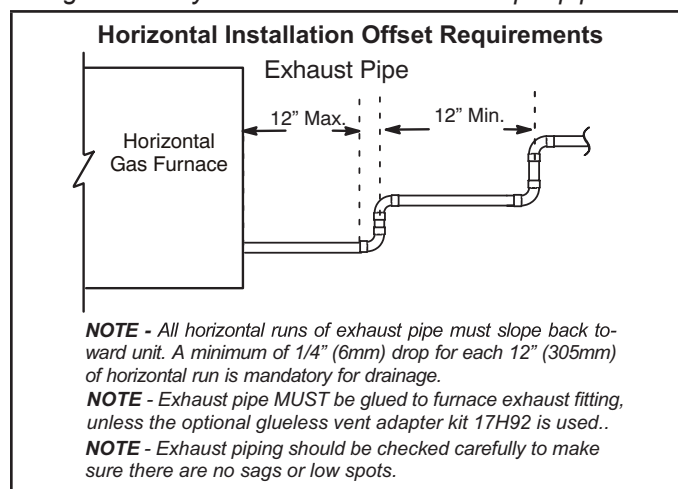 Horizontal Installation Offset Requirements
Exhaust Pipe
12” Max.
12” Min.
Horizontal
Gas Furnace
NOTE - All horizontal runs of exhaust pipe must slope back to-
ward unit. A minimum of 1/4” (6mm) drop for each 12” (305mm)
of horizontal run is mandatory for drainage.
NOTE - Exhaust pipe MUST be glued to furnace exhaust fitting,
unless the optional glueless vent adapter kit 17H92 is used..
NOTE - Exhaust piping should be checked carefully to make
sure there are no sags or low spots.